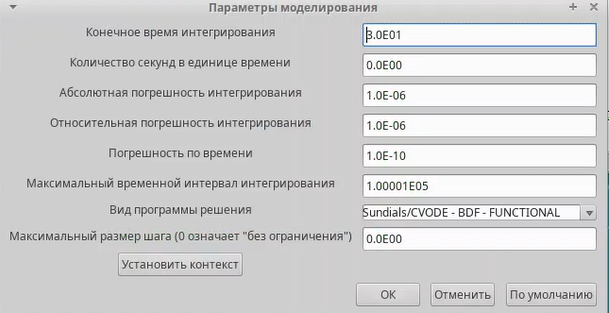 Параметры моделирования
Конечное время интегрирования 3.0E01
Количество секунд в единице времени 0.0E00
Абсолютная погрешность интегрирования 1.0E-06
Относительная погрешность интегрирования 1.0E-06
Погрешность по времени 1.0E-10
Максимальный временной интервал интегрирования 1.00001E05
Вид программы решения Sundials/CVODE - BDF - FUNCTIONAL
Максимальный размер шага (0 означает "без ограничения") 0.0E00
Установить контекст
OK Отменить По умолчанию